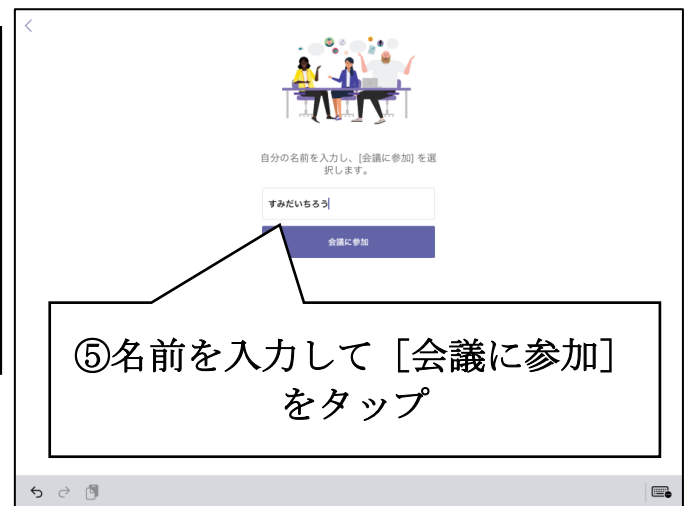 自分の名前を入力し、[会議に参加] を選
択します。
すみだいちろう
会議に参加
⑤名前を入力して［会議に参加］
をタップ